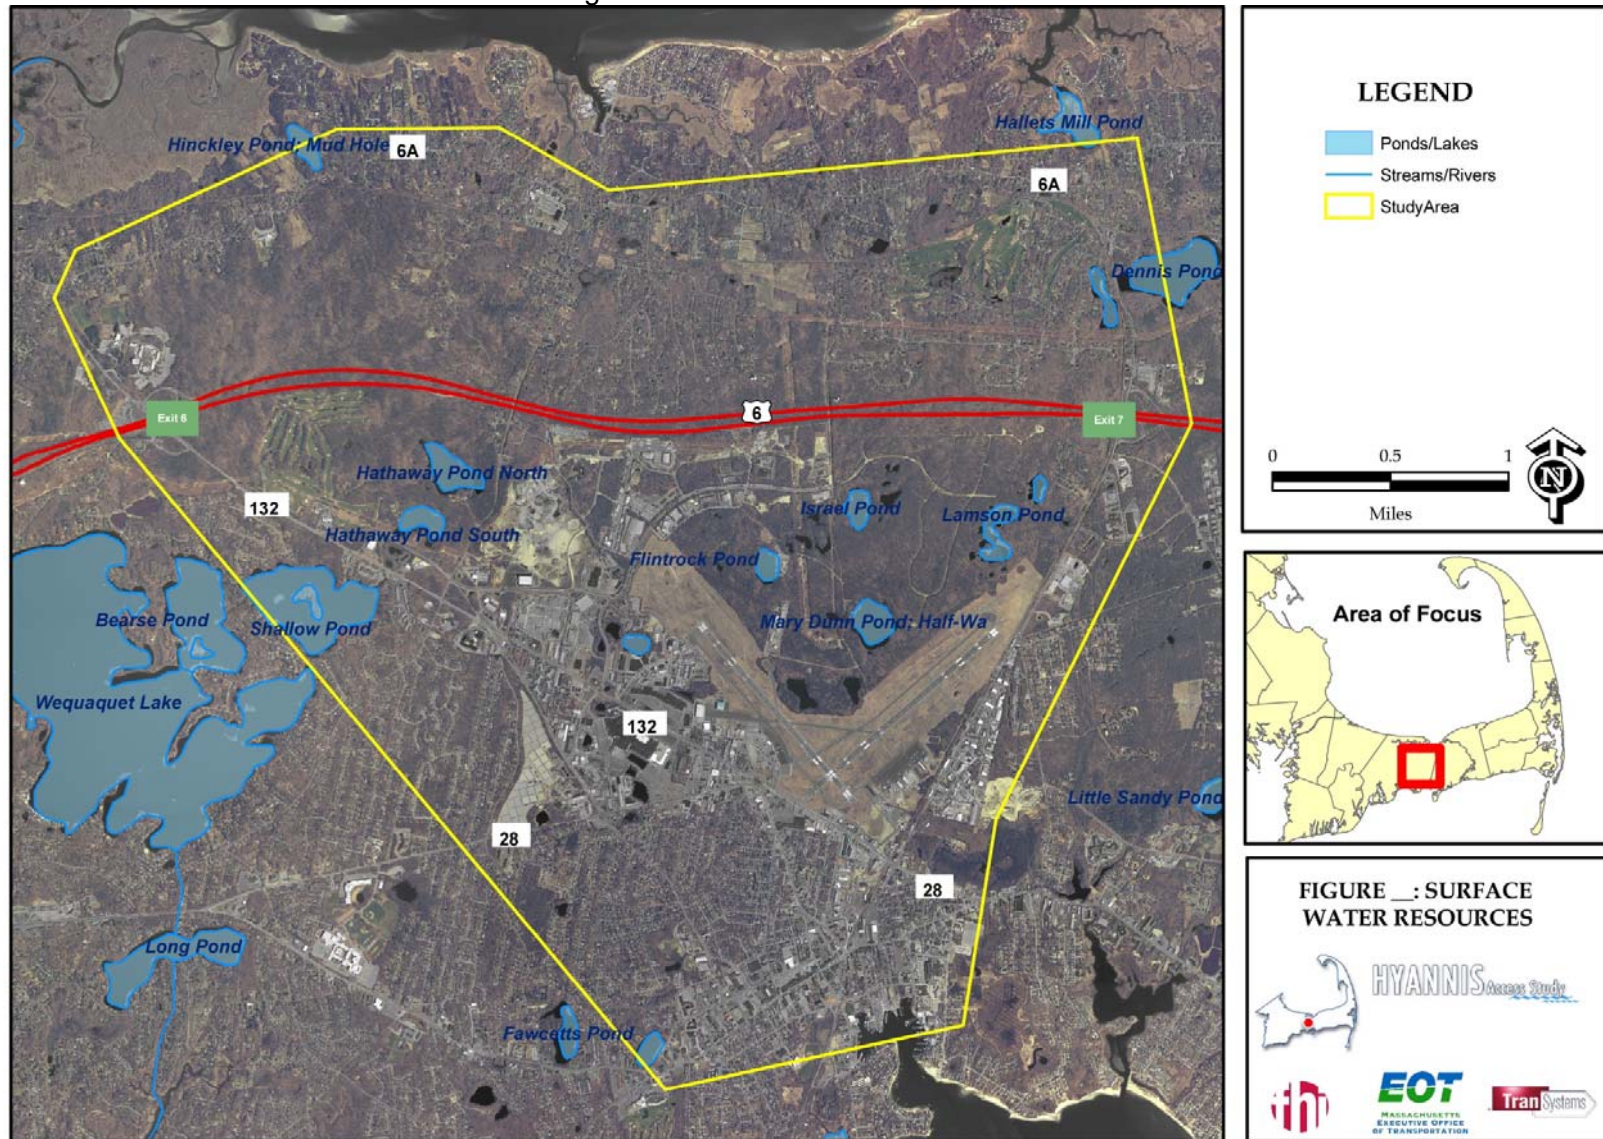 Hinckley Pond; Mud Hole
6A
Hallets Mill Pond
6A
Dennis Pond
Exit 6
6
Exit 7
Hathaway Pond North
132
Israel Pond
Lamson Pond
Hathaway Pond South
Flintrock Pond
Bearse Pond
Shallow Pond
Mary Dunn Pond; Half-Wa
Wequaquet Lake
132
Little Sandy Pond
28
28
Long Pond
Fawcetts Pond
LEGEND
Ponds/Lakes
Streams/Rivers
StudyArea
0 0.5 1
Miles
N
Area of Focus
FIGURE __: SURFACE
WATER RESOURCES
HYANNIS Access Study
fhi
EOT
MASSACHUSETTS
EXECUTIVE OFFICE
OF TRANSPORTATION
TranSystems